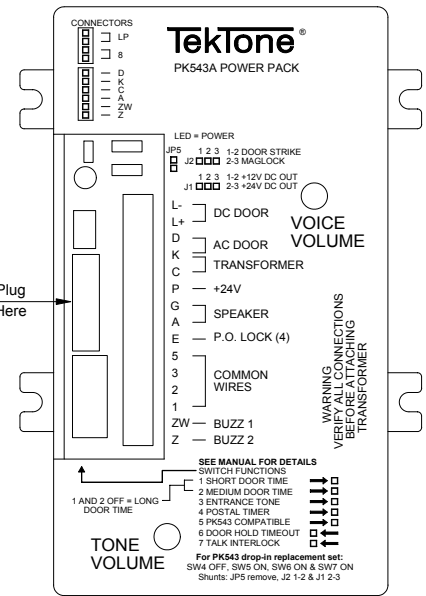 CONNECTORS
LP
8
D
K
C
A
ZW
Z
TekTone®
PK543A POWER PACK
LED = POWER
JP5
1 2 3 1-2 DOOR STRIKE
J2 2-3 MAGLOCK
1 2 3 1-2 +12V DC OUT
J1 2-3 +24V DC OUT
VOICE
VOLUME
L-
L+
DC DOOR
D
K
AC DOOR
C
TRANSFORMER
P
+24V
G
A
SPEAKER
E
P.O. LOCK (4)
5
3
2
1
COMMON
WIRES
ZW
BUZZ 1
Z
BUZZ 2
Plug
Here
WARNING
VERIFY ALL CONNECTIONS
BEFORE ATTACHING
TRANSFORMER
SEE MANUAL FOR DETAILS
SWITCH FUNCTIONS
1 SHORT DOOR TIME
2 MEDIUM DOOR TIME
3 ENTRANCE TONE
4 POSTAL TIMER
5 PK543 COMPATIBLE
6 DOOR HOLD TIMEOUT
7 TALK INTERLOCK
1 AND 2 OFF = LONG
DOOR TIME
TONE
VOLUME
For PK543 drop-in replacement set:
SW4 OFF, SW5 ON, SW6 ON & SW7 ON
Shunts: JP5 remove, J2 1-2 & J1 2-3